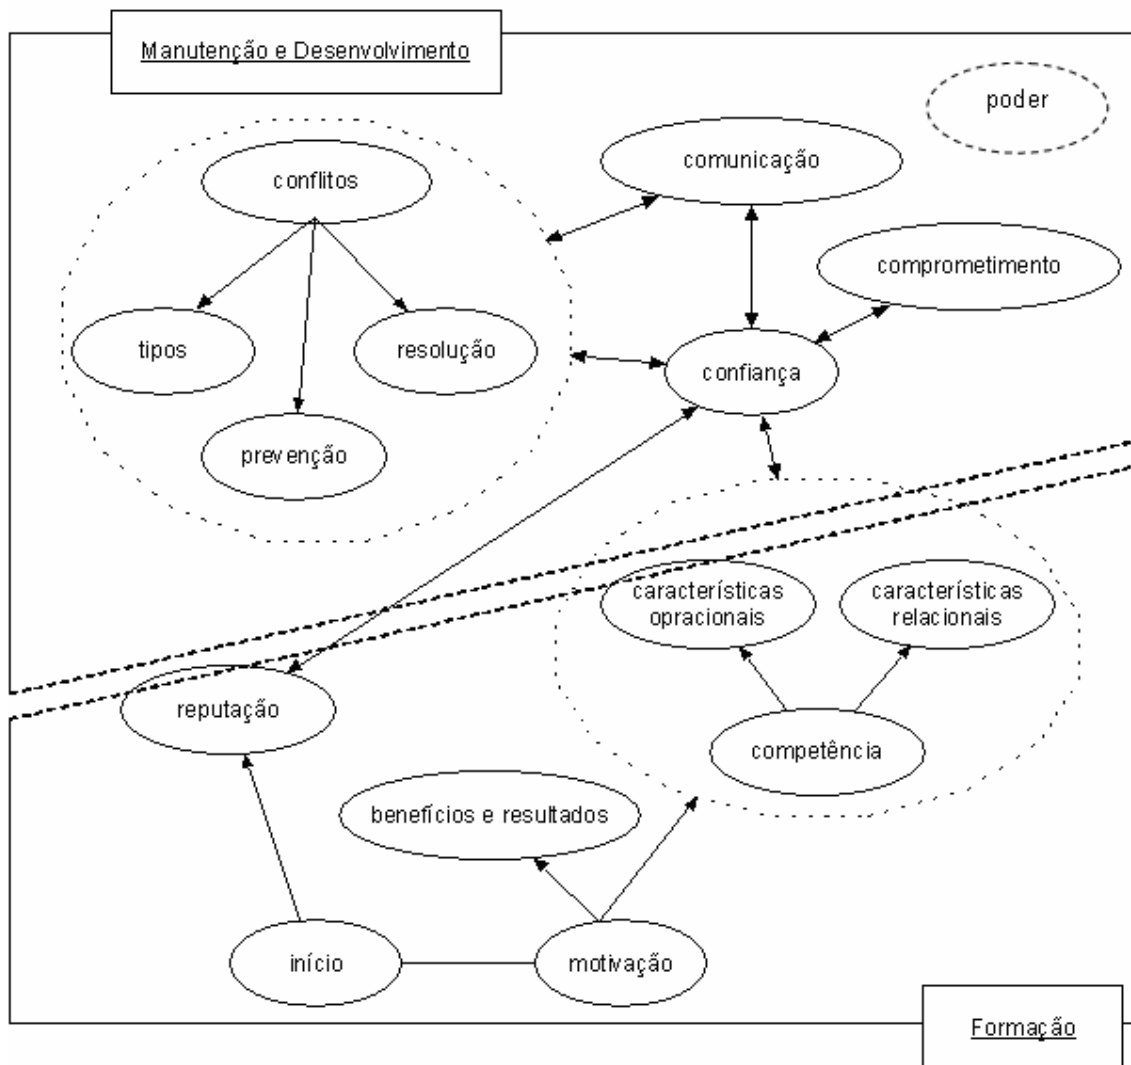 Manutenção e Desenvolvimento
poder
comunicação
conflitos
comprometimento
tipos
resolução
confiança
prevenção
características
opracionais
características
relacionais
reputação
competência
benefícios e resultados
início
motivação
Formação